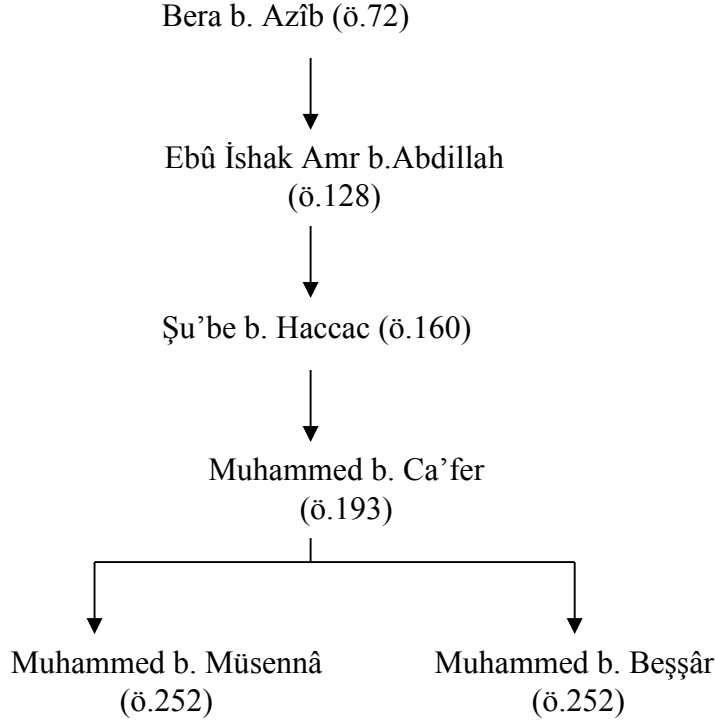 Bera b. Azîb (ö.72)
Ebû İshak Amr b.Abdillah
(ö.128)
Şu’be b. Haccac (ö.160)
Muhammed b. Ca’fer
(ö.193)
Muhammed b. Müsennâ
(ö.252)
Muhammed b. Beşşâr
(ö.252)